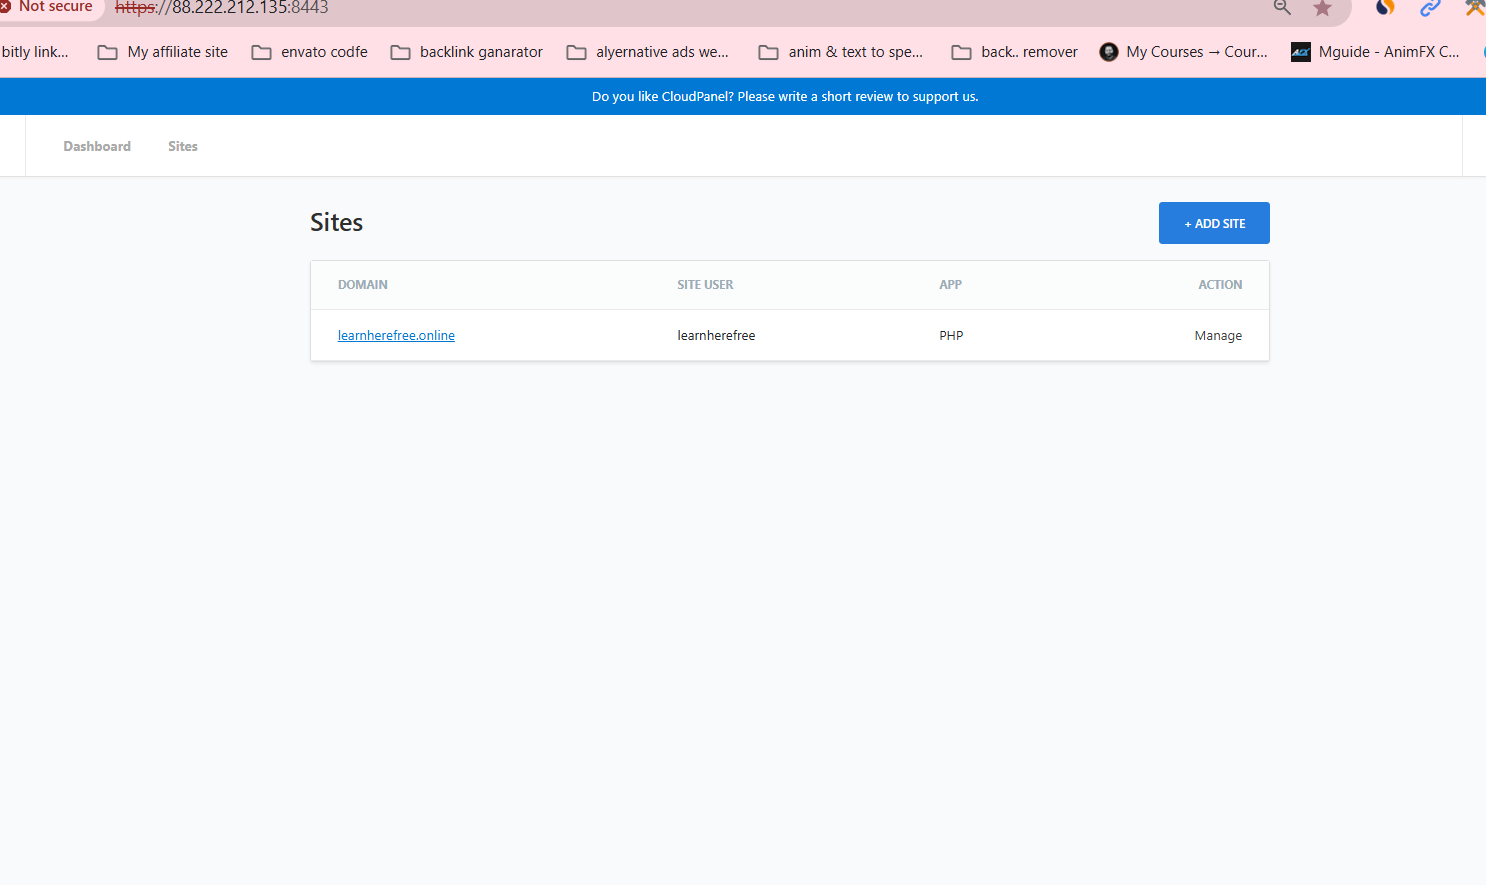 Not secure https://88.222.212.135:8443
bitly link... My affiliate site envato codfe backlink ganarator alyernative ads we... anim & text to spe... back.. remover My Courses → Cour... Mguide - AnimFX C...
Do you like CloudPanel? Please write a short review to support us.
Dashboard Sites
Sites + ADD SITE
DOMAIN SITE USER APP ACTION
learnherefree.online learnherefree PHP Manage